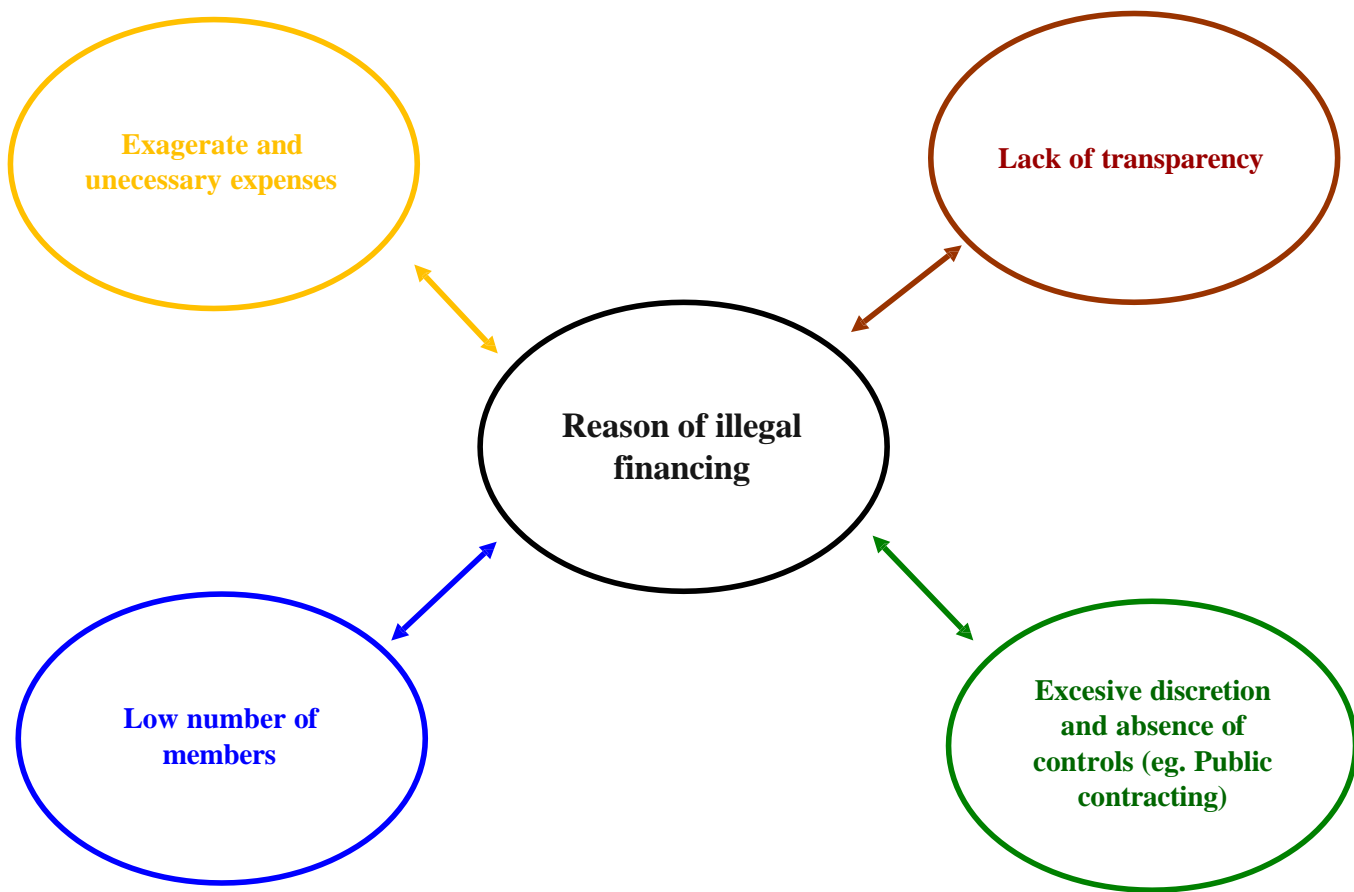 Exagerate and
unecessary expenses
Lack of transparency
Reason of illegal
financing
Low number of
members
Excesive discretion
and absence of
controls (eg. Public
contracting)